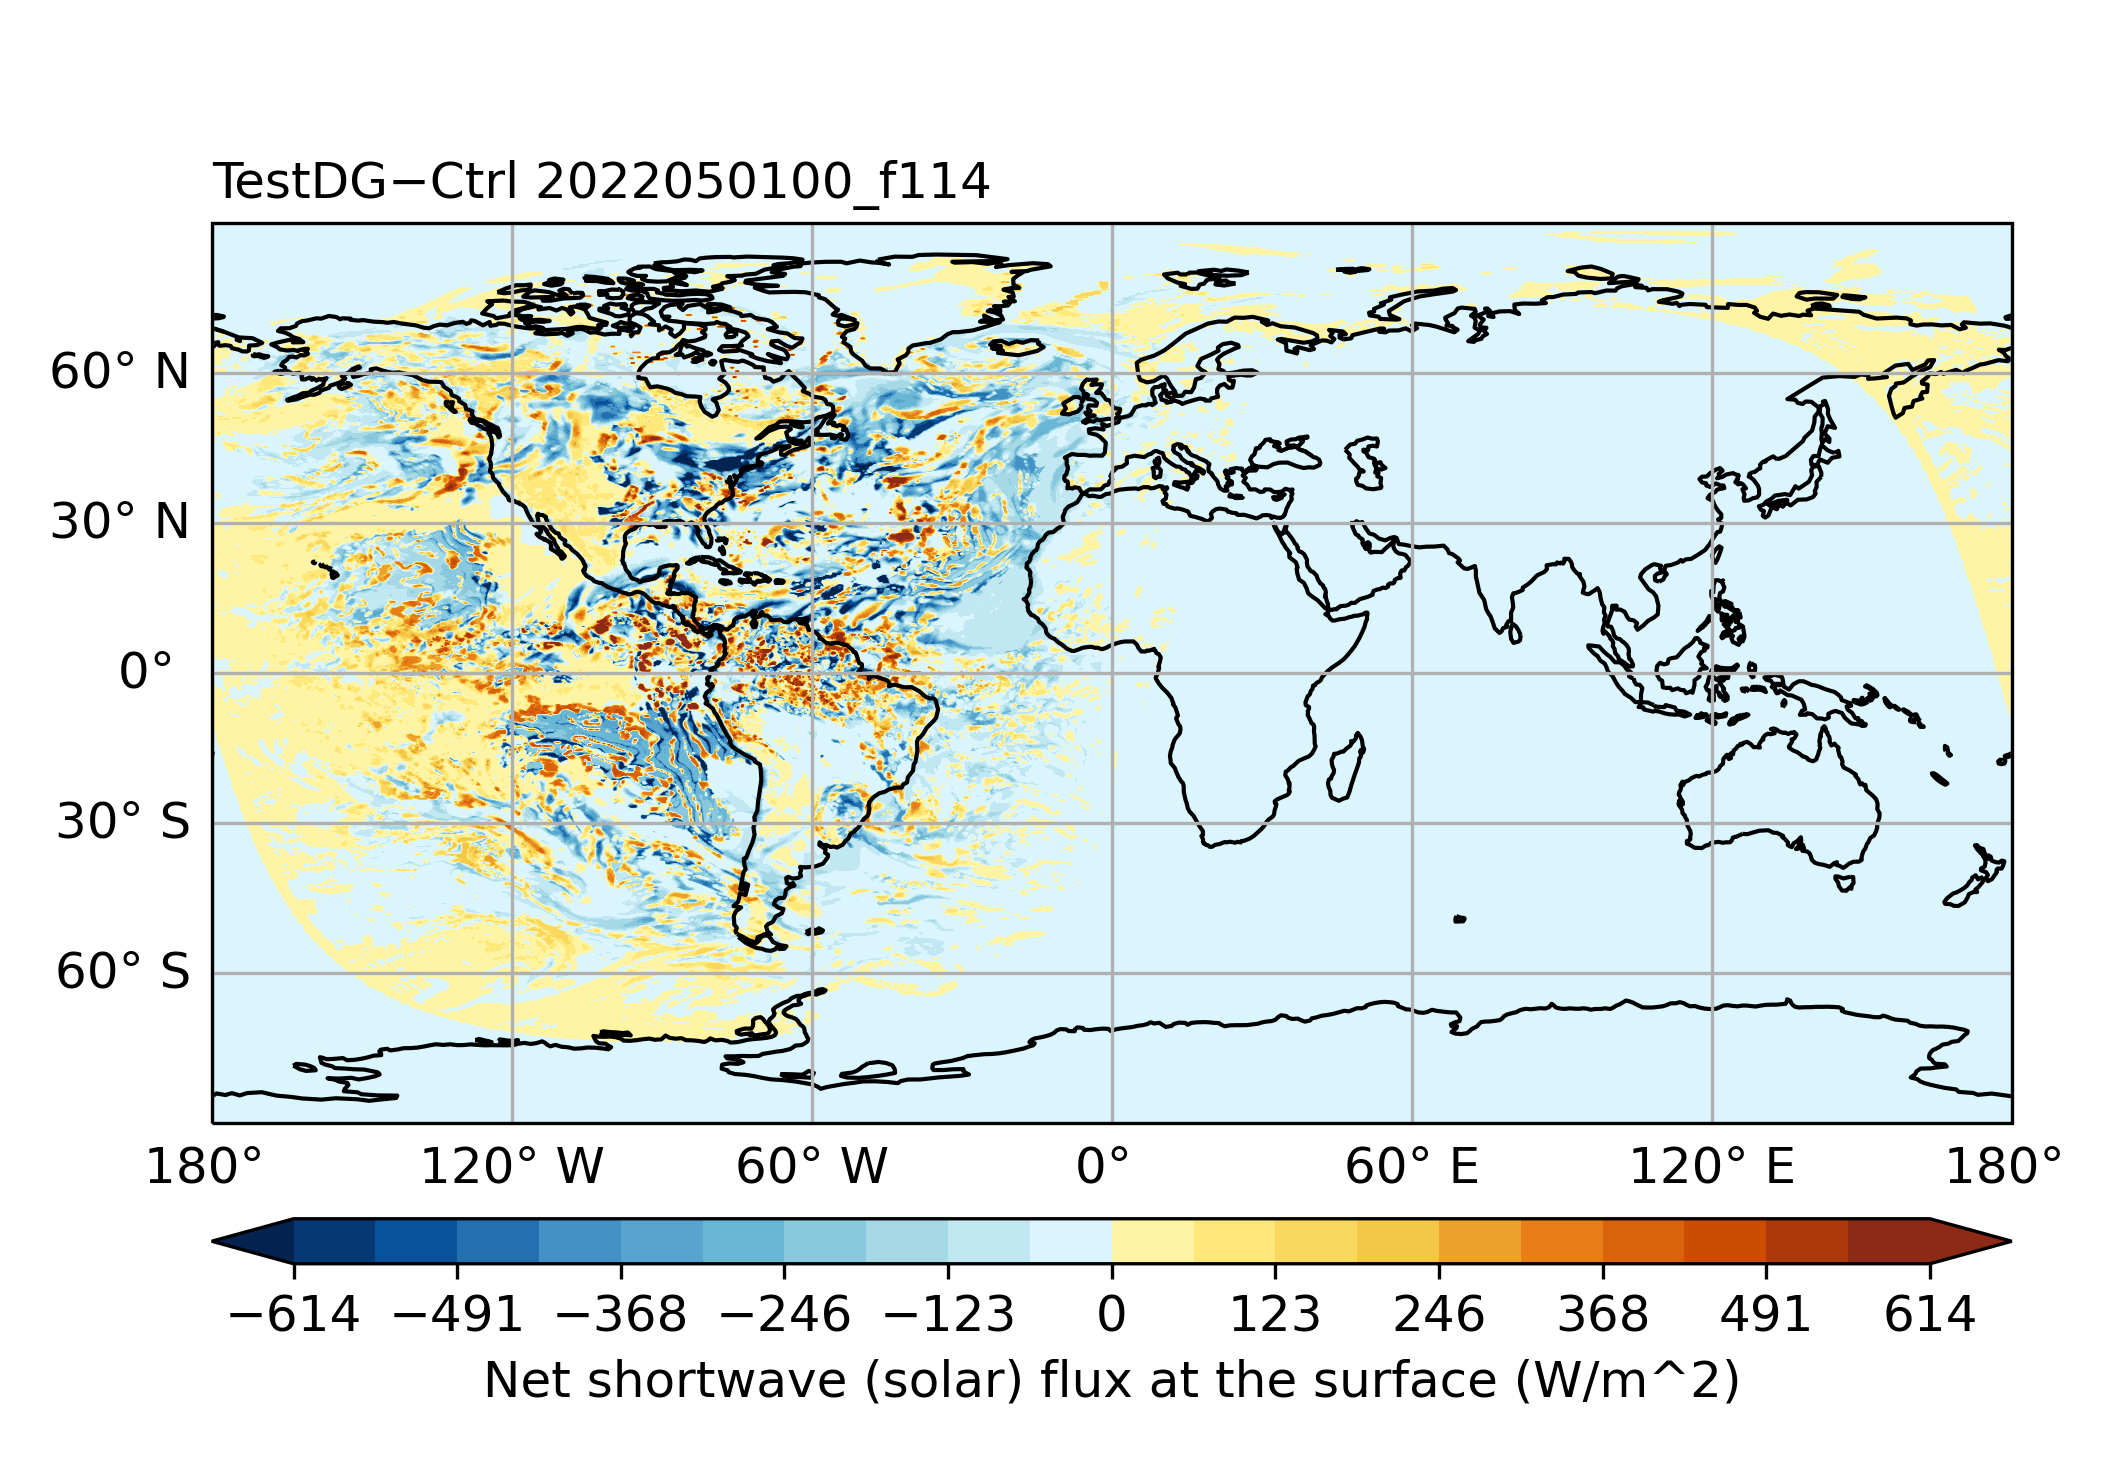 TestDG−Ctrl 2022050100_f114
60° N
30° N
0°
30° S
60° S
180° 120° W 60° W 0° 60° E 120° E 180°
−614 −491 −368 −246 −123 0 123 246 368 491 614
Net shortwave (solar) flux at the surface (W/m^2)